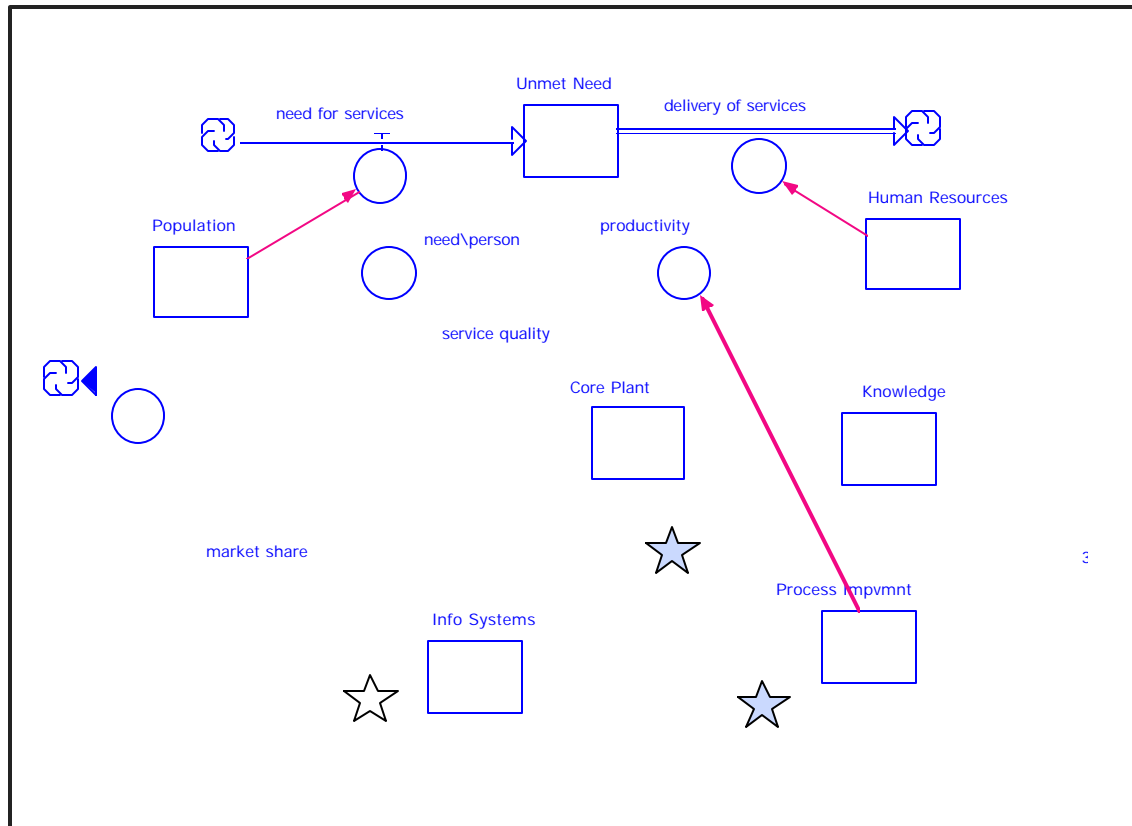 Unmet Need
need for services
delivery of services
Human Resources
Population
need\person
productivity
service quality
Core Plant
Knowledge
market share
Process Impvmnt
Info Systems